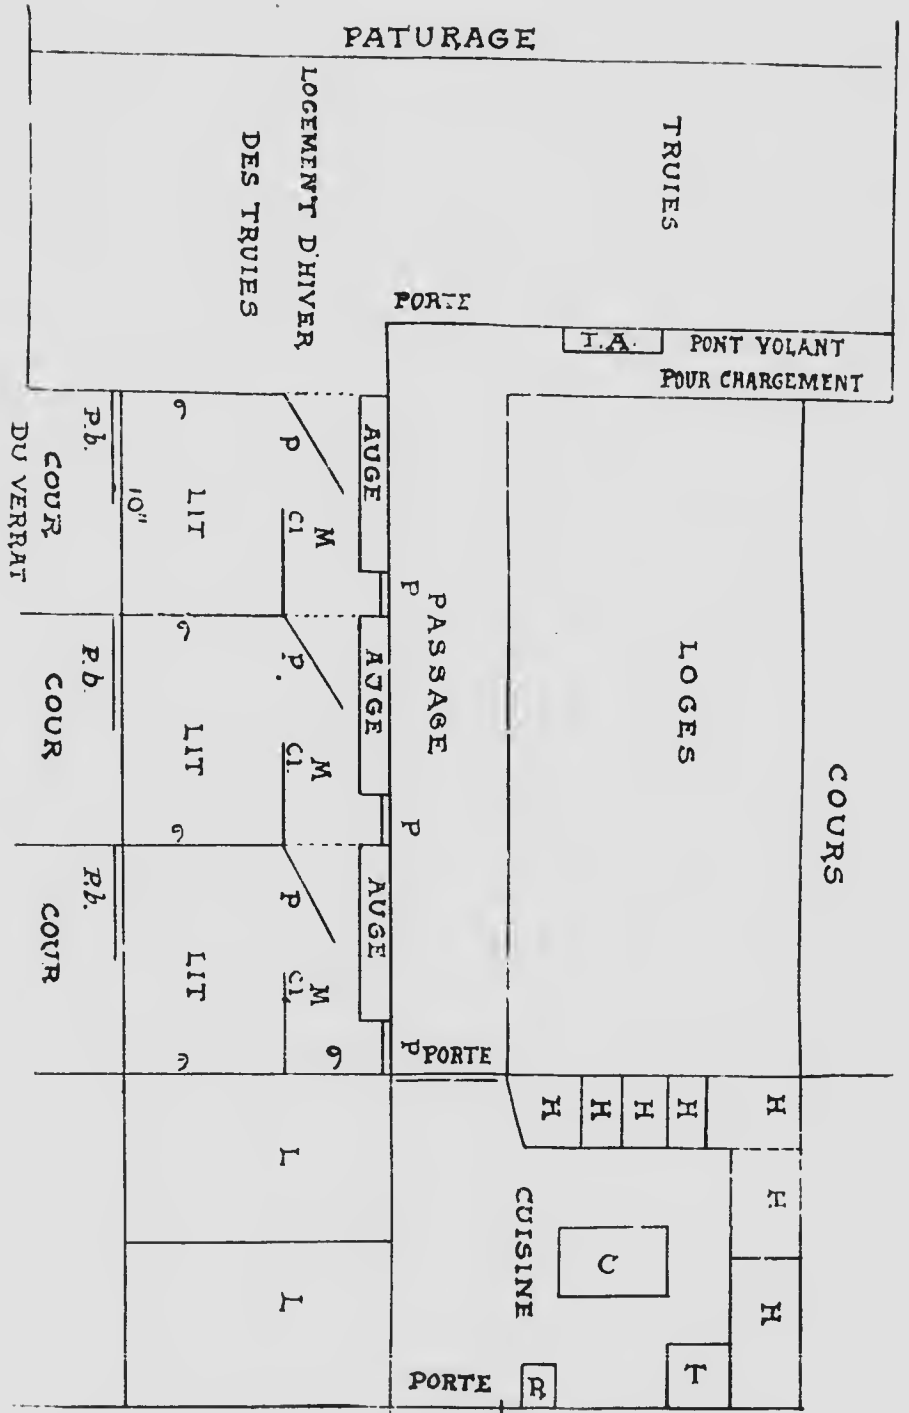 PATURAGE
LOGEMENT D'HIVER
DES TRUIES
TRUIES
PORTE
T.A.
PONT VOLANT
POUR CHARGEMENT
P.b.
COUR
DU VERRAT
10"
LIT
P
Cl
M
AUGE
P
PASSAGE
LOGES
COURS
P.b.
COUR
LIT
P.
Cl.
M
AUGE
P
P.b.
COUR
LIT
P
Cl.
M
AUGE
P
PORTE
H
H
H
H
H
H
H
L
L
CUISINE
C
T
R
PORTE